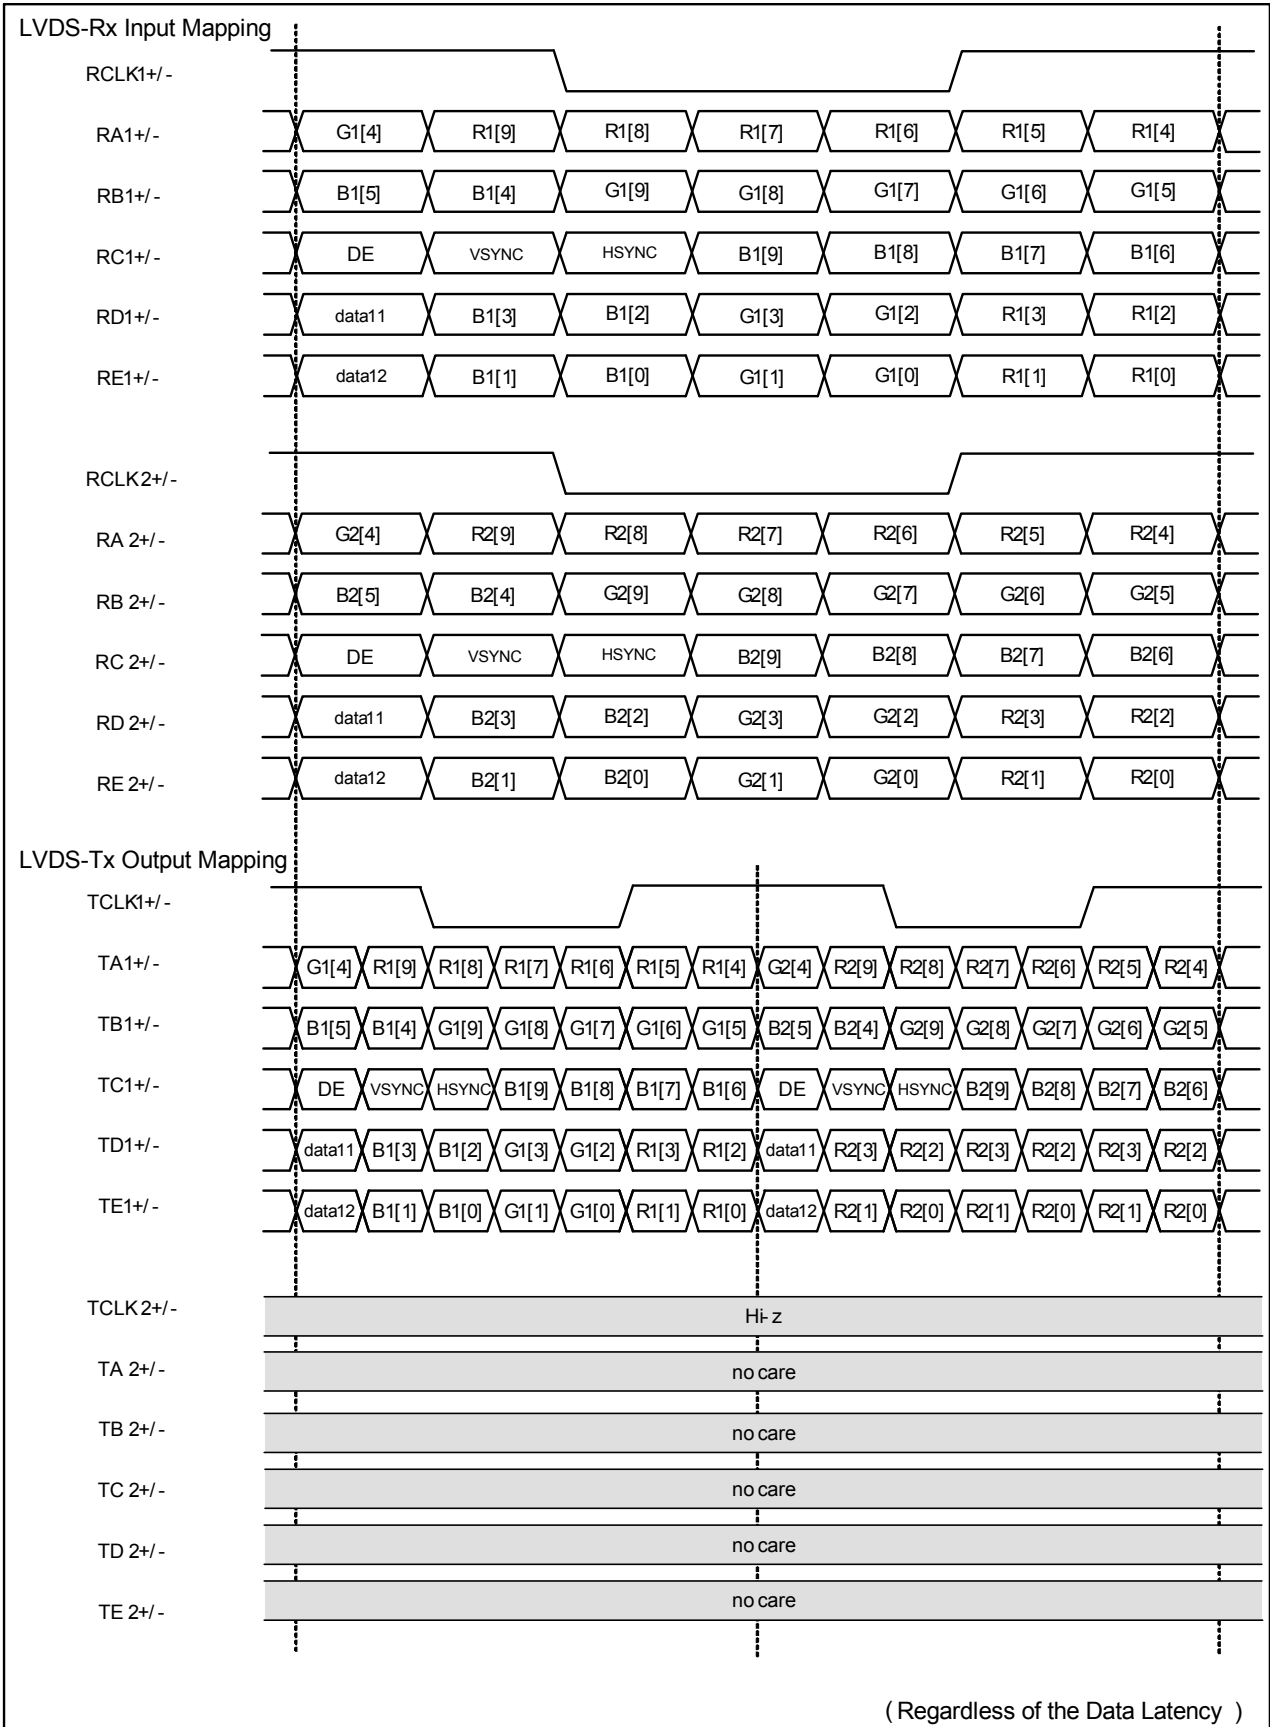 LVDS-Rx Input Mapping
RCLK1+/-
RA1+/- G1[4] R1[9] R1[8] R1[7] R1[6] R1[5] R1[4]
RB1+/- B1[5] B1[4] G1[9] G1[8] G1[7] G1[6] G1[5]
RC1+/- DE VSYNC HSYNC B1[9] B1[8] B1[7] B1[6]
RD1+/- data11 B1[3] B1[2] G1[3] G1[2] R1[3] R1[2]
RE1+/- data12 B1[1] B1[0] G1[1] G1[0] R1[1] R1[0]
RCLK2+/-
RA 2+/- G2[4] R2[9] R2[8] R2[7] R2[6] R2[5] R2[4]
RB 2+/- B2[5] B2[4] G2[9] G2[8] G2[7] G2[6] G2[5]
RC 2+/- DE VSYNC HSYNC B2[9] B2[8] B2[7] B2[6]
RD 2+/- data11 B2[3] B2[2] G2[3] G2[2] R2[3] R2[2]
RE 2+/- data12 B2[1] B2[0] G2[1] G2[0] R2[1] R2[0]
LVDS-Tx Output Mapping
TCLK1+/-
TA1+/- G1[4] R1[9] R1[8] R1[7] R1[6] R1[5] R1[4] G2[4] R2[9] R2[8] R2[7] R2[6] R2[5] R2[4]
TB1+/- B1[5] B1[4] G1[9] G1[8] G1[7] G1[6] G1[5] B2[5] B2[4] G2[9] G2[8] G2[7] G2[6] G2[5]
TC1+/- DE VSYNC HSYNC B1[9] B1[8] B1[7] B1[6] DE VSYNC HSYNC B2[9] B2[8] B2[7] B2[6]
TD1+/- data11 B1[3] B1[2] G1[3] G1[2] R1[3] R1[2] data11 R2[3] R2[2] R2[3] R2[2] R2[3] R2[2]
TE1+/- data12 B1[1] B1[0] G1[1] G1[0] R1[1] R1[0] data12 R2[1] R2[0] R2[1] R2[0] R2[1] R2[0]
TCLK2+/- Hi-z
TA 2+/- no care
TB 2+/- no care
TC 2+/- no care
TD 2+/- no care
TE 2+/- no care
( Regardless of the Data Latency )